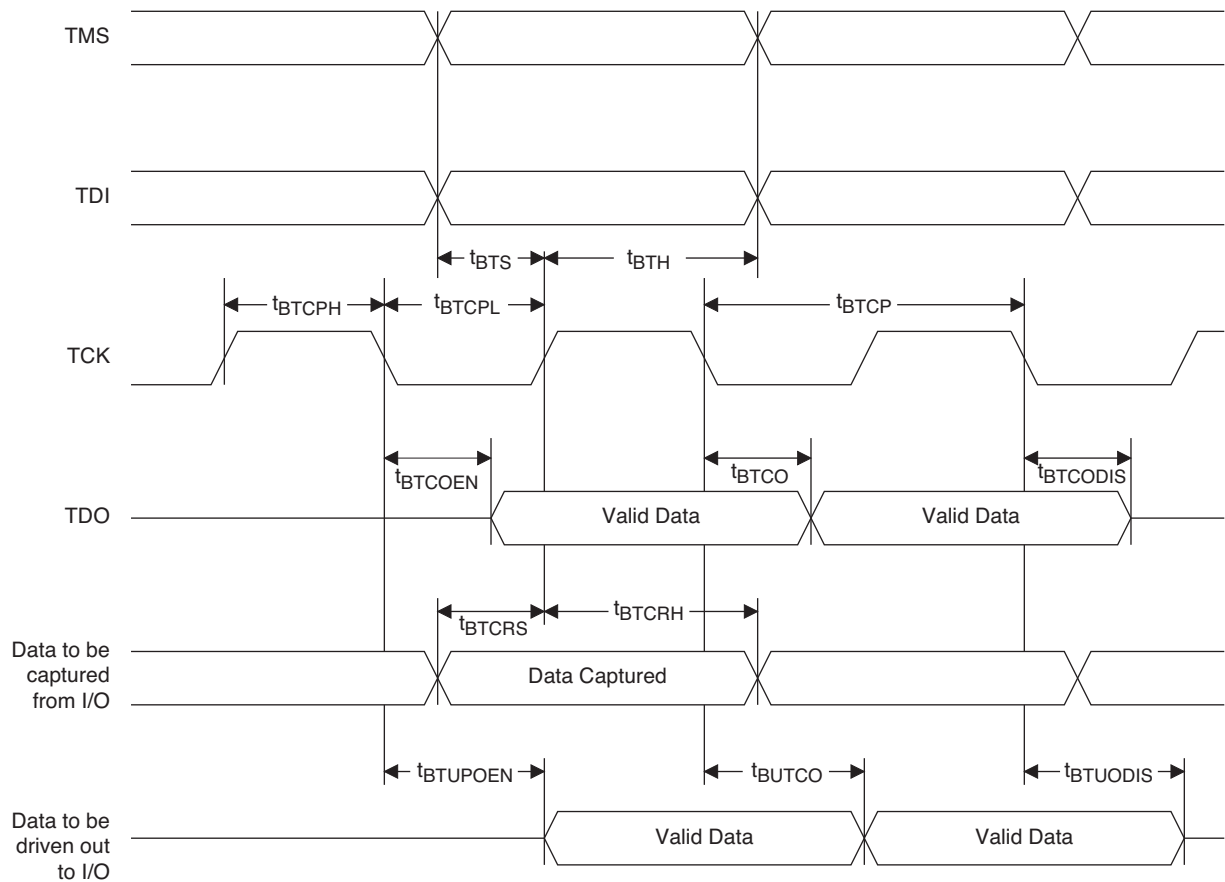 TMS
TDI
tBTS
tBTH
tBTCPH
tBTCPL
tBTCP
TCK
tBTCOEN
tBTCO
tBTCODIS
TDO
Valid Data
Valid Data
tBTCRS
tBTCRH
Data to be
captured
from I/O
Data Captured
tBTUPOEN
tBUTCO
tBTUODIS
Data to be
driven out
to I/O
Valid Data
Valid Data